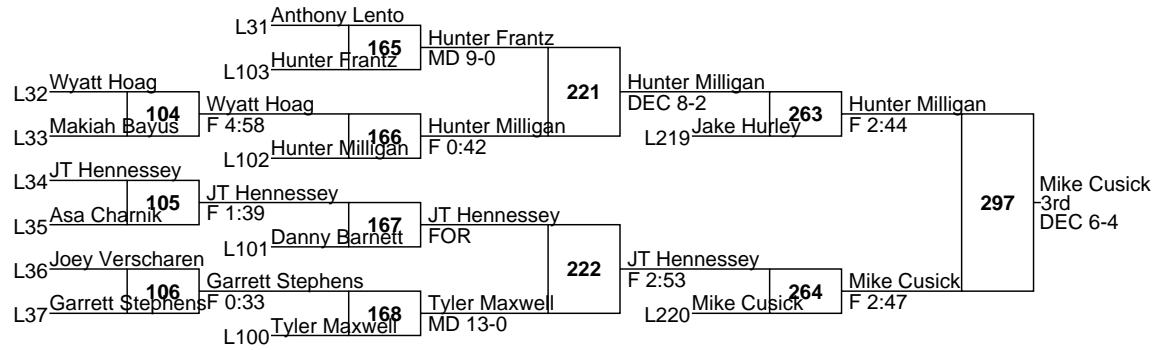 Anthony Lento
L31
165
Hunter Frantz
MD 9-0
Hunter Frantz
L103
Wyatt Hoag
L32
104
Wyatt Hoag
F 4:58
Makiah Bayus
L33
166
Hunter Milligan
F 0:42
Hunter Milligan
L102
221
Hunter Milligan
DEC 8-2
263
Hunter Milligan
F 2:44
Jake Hurley
L219
JT Hennessey
L34
105
JT Hennessey
F 1:39
Asa Charnik
L35
167
JT Hennessey
FOR
Danny Barnett
L101
Joey Verscharen
L36
106
Garrett Stephens
F 0:33
Garrett Stephens
L37
168
Tyler Maxwell
MD 13-0
Tyler Maxwell
L100
222
JT Hennessey
F 2:53
264
Mike Cusick
F 2:47
Mike Cusick
L220
297
Mike Cusick
3rd
DEC 6-4